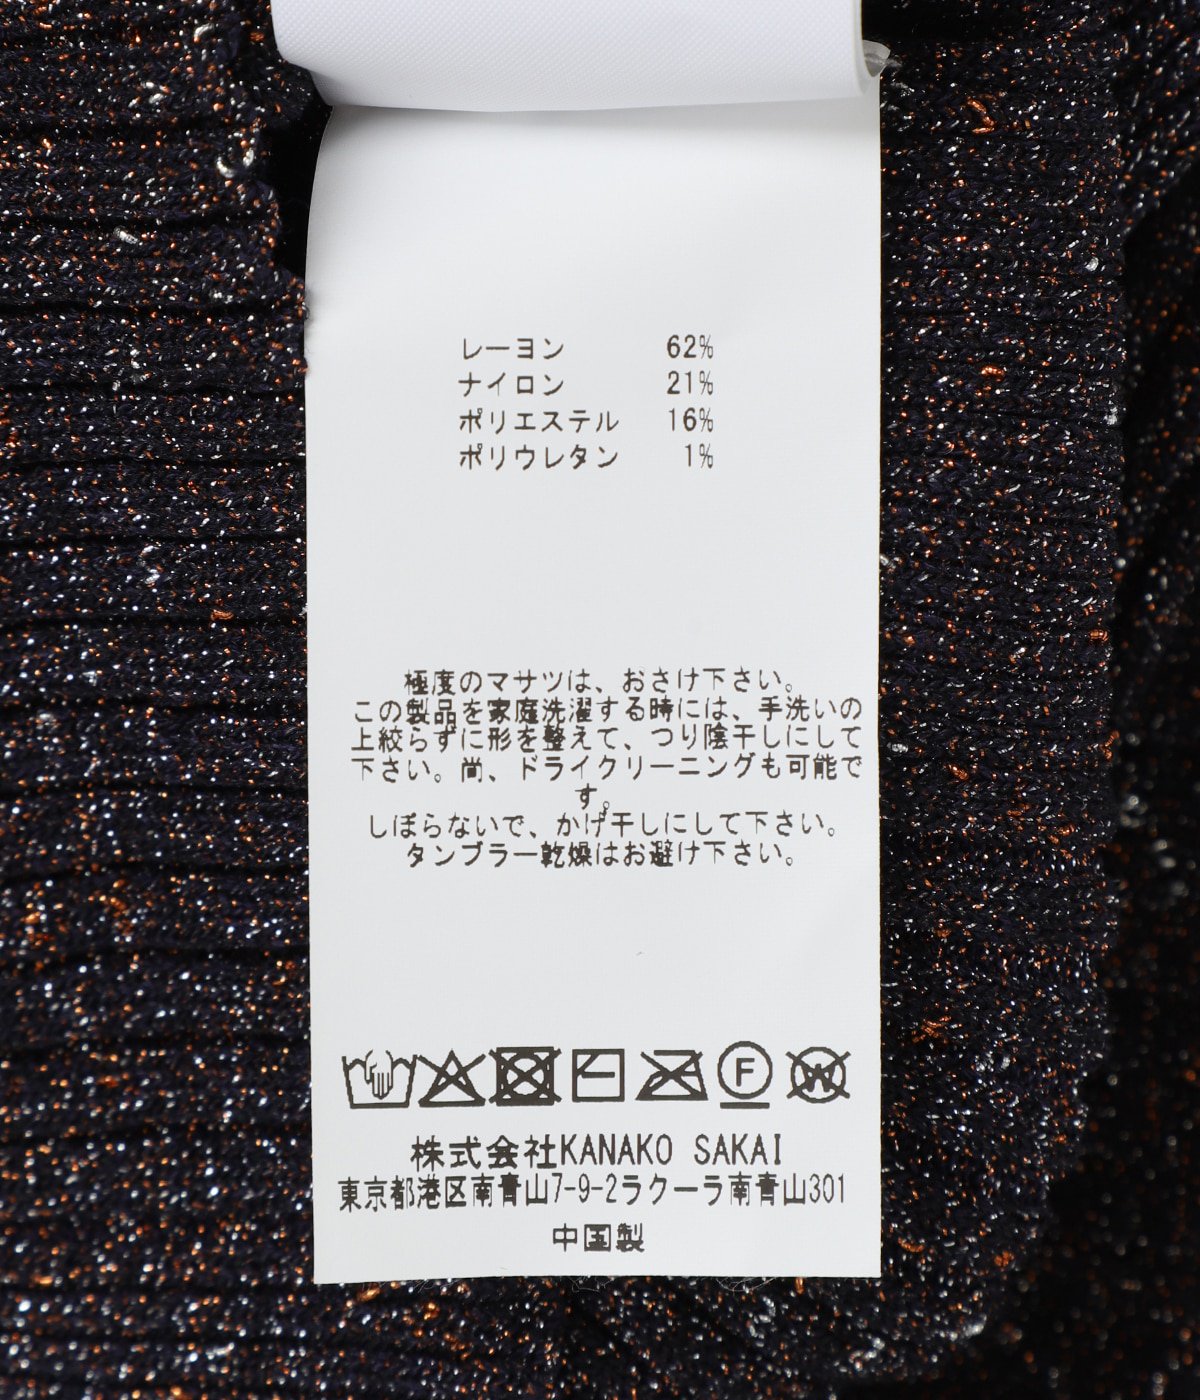 レーヨン 62%
ナイロン 21%
ポリエステル 16%
ポリウレタン 1%
極度のマサツは、おさけ下さい。
この製品を家庭洗濯する時には、手洗いの
上絞らずに形を整えて、つり陰干しにして
下さい。尚、ドライクリーニングも可能で
す。
しぼらないで、かげ干しにして下さい。
タンブラー乾燥はお避け下さい。
F W
株式会社KANAKO SAKAI
東京都港区南青山7-9-2ラクーラ南青山301
中国製